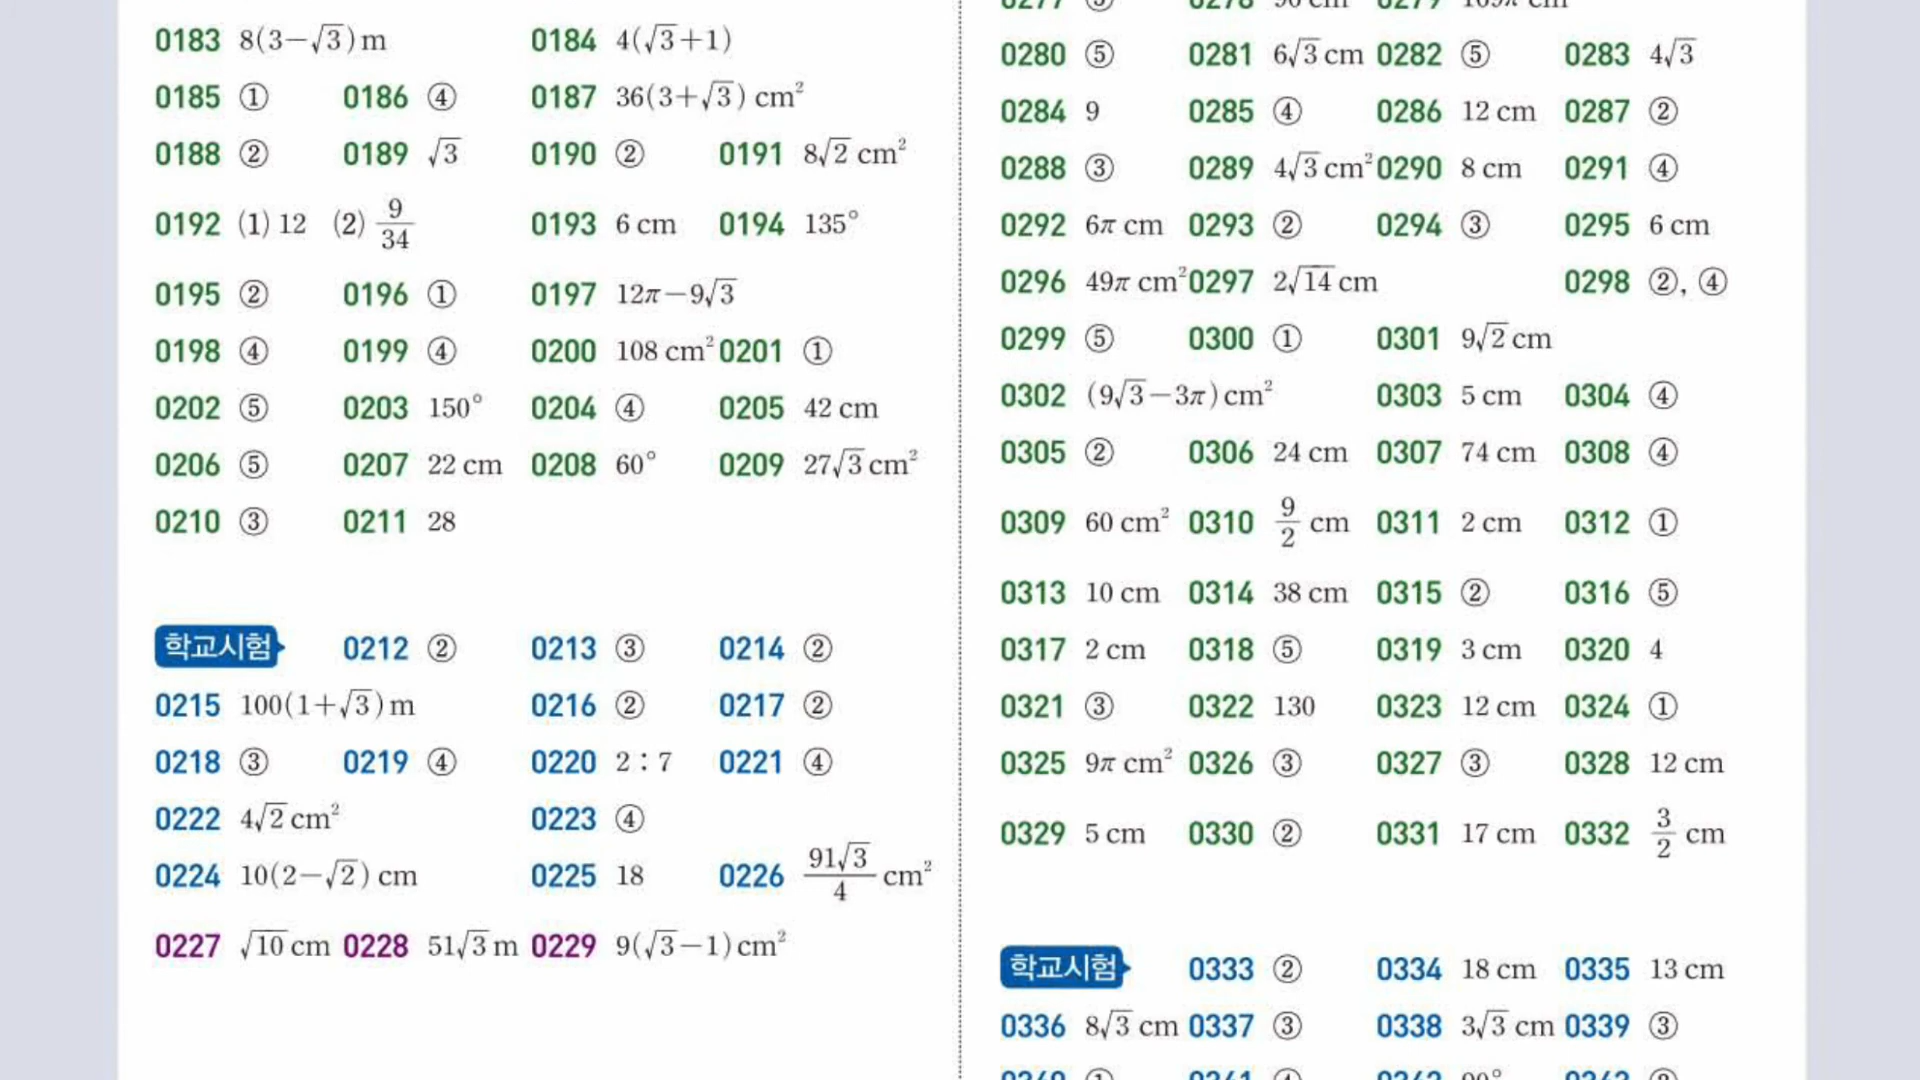 0183 8(3−√3)m 0184 4(√3+1)
0185 ① 0186 ④ 0187 36(3+√3) cm²
0188 ② 0189 √3 0190 ② 0191 8√2 cm²
0192 (1) 12 (2) 9/34 0193 6 cm 0194 135°
0195 ② 0196 ① 0197 12π−9√3
0198 ④ 0199 ④ 0200 108 cm² 0201 ①
0202 ⑤ 0203 150° 0204 ④ 0205 42 cm
0206 ⑤ 0207 22 cm 0208 60° 0209 27√3 cm²
0210 ③ 0211 28
학교시험 0212 ② 0213 ③ 0214 ②
0215 100(1+√3)m 0216 ② 0217 ②
0218 ③ 0219 ④ 0220 2 : 7 0221 ④
0222 4√2 cm² 0223 ④
0224 10(2−√2) cm 0225 18 0226 91√3/4 cm²
0227 √10 cm 0228 51√3 m 0229 9(√3−1) cm²
0280 ⑤ 0281 6√3 cm 0282 ⑤ 0283 4√3
0284 9 0285 ④ 0286 12 cm 0287 ②
0288 ③ 0289 4√3 cm² 0290 8 cm 0291 ④
0292 6π cm 0293 ② 0294 ③ 0295 6 cm
0296 49π cm² 0297 2√14 cm 0298 ②, ④
0299 ⑤ 0300 ① 0301 9√2 cm
0302 (9√3−3π) cm² 0303 5 cm 0304 ④
0305 ② 0306 24 cm 0307 74 cm 0308 ④
0309 60 cm² 0310 9/2 cm 0311 2 cm 0312 ①
0313 10 cm 0314 38 cm 0315 ② 0316 ⑤
0317 2 cm 0318 ⑤ 0319 3 cm 0320 4
0321 ③ 0322 130 0323 12 cm 0324 ①
0325 9π cm² 0326 ③ 0327 ③ 0328 12 cm
0329 5 cm 0330 ② 0331 17 cm 0332 3/2 cm
학교시험 0333 ② 0334 18 cm 0335 13 cm
0336 8√3 cm 0337 ③ 0338 3√3 cm 0339 ③